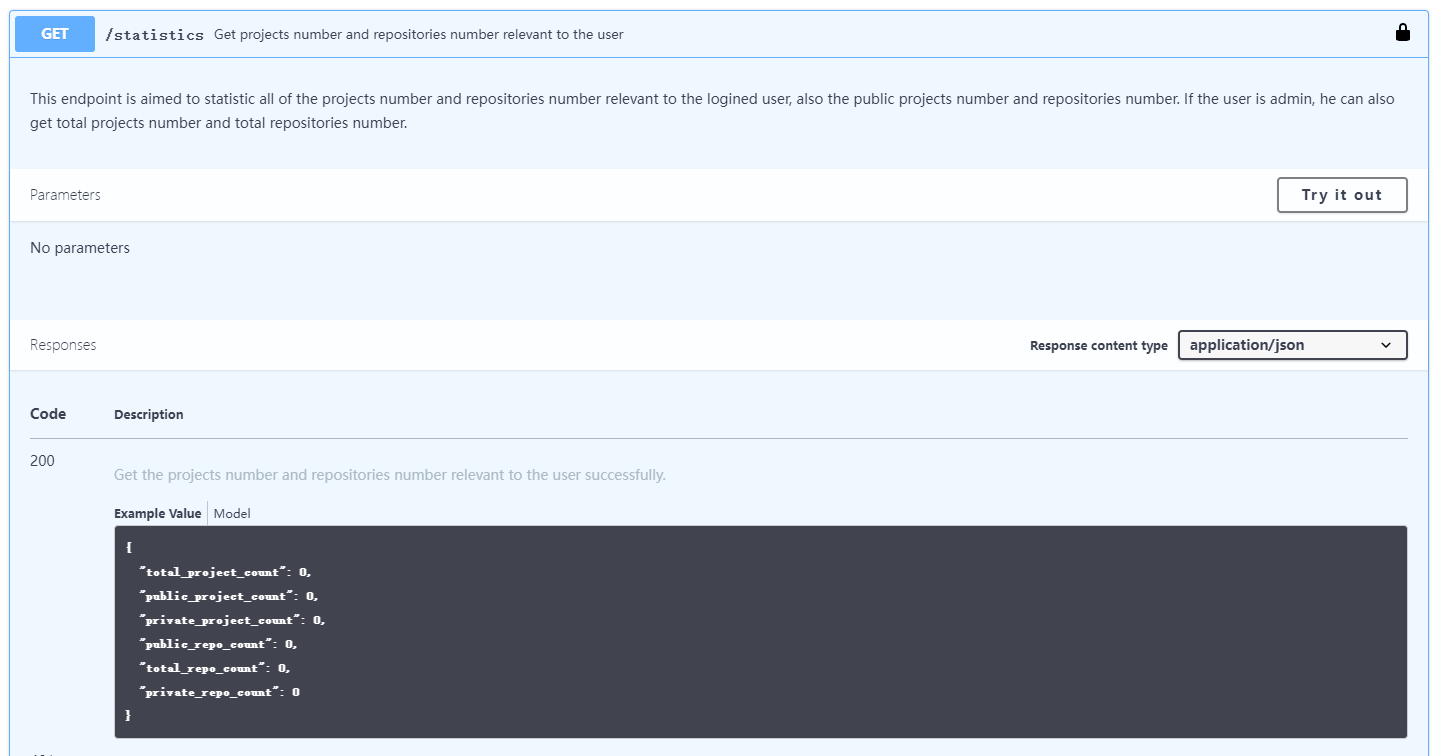 GET /statistics Get projects number and repositories number relevant to the user
This endpoint is aimed to statistic all of the projects number and repositories number relevant to the logined user, also the public projects number and repositories number. If the user is admin, he can also
get total projects number and total repositories number.
Parameters Try it out
No parameters
Responses Response content type application/json
Code Description
200
Get the projects number and repositories number relevant to the user successfully.
Example Value Model
{
"total_project_count": 0,
"public_project_count": 0,
"private_project_count": 0,
"public_repo_count": 0,
"total_repo_count": 0,
"private_repo_count": 0
}